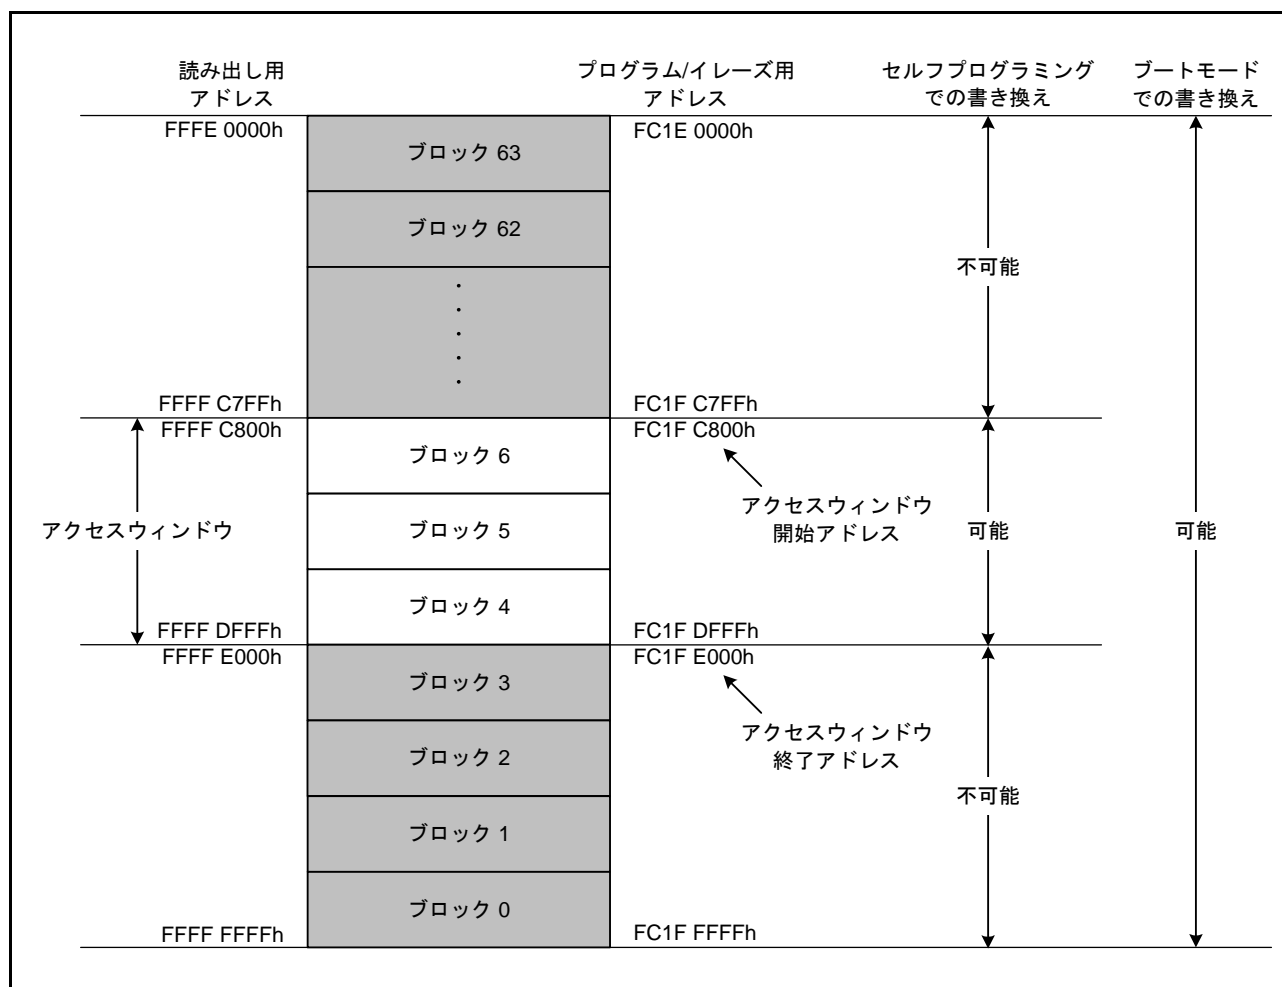 読み出し用
アドレス
プログラム/イレーズ用
アドレス
セルフプログラミング
での書き換え
ブートモード
での書き換え
FFFE 0000h
FC1E 0000h
ブロック 63
ブロック 62
不可能
・
・
・
・
・
FFFF C7FFh
FC1F C7FFh
FFFF C800h
FC1F C800h
ブロック 6
アクセスウィンドウ
開始アドレス
アクセスウィンドウ
ブロック 5
可能
可能
ブロック 4
FFFF DFFFh
FC1F DFFFh
FFFF E000h
FC1F E000h
ブロック 3
アクセスウィンドウ
終了アドレス
ブロック 2
不可能
ブロック 1
ブロック 0
FFFF FFFFh
FC1F FFFFh